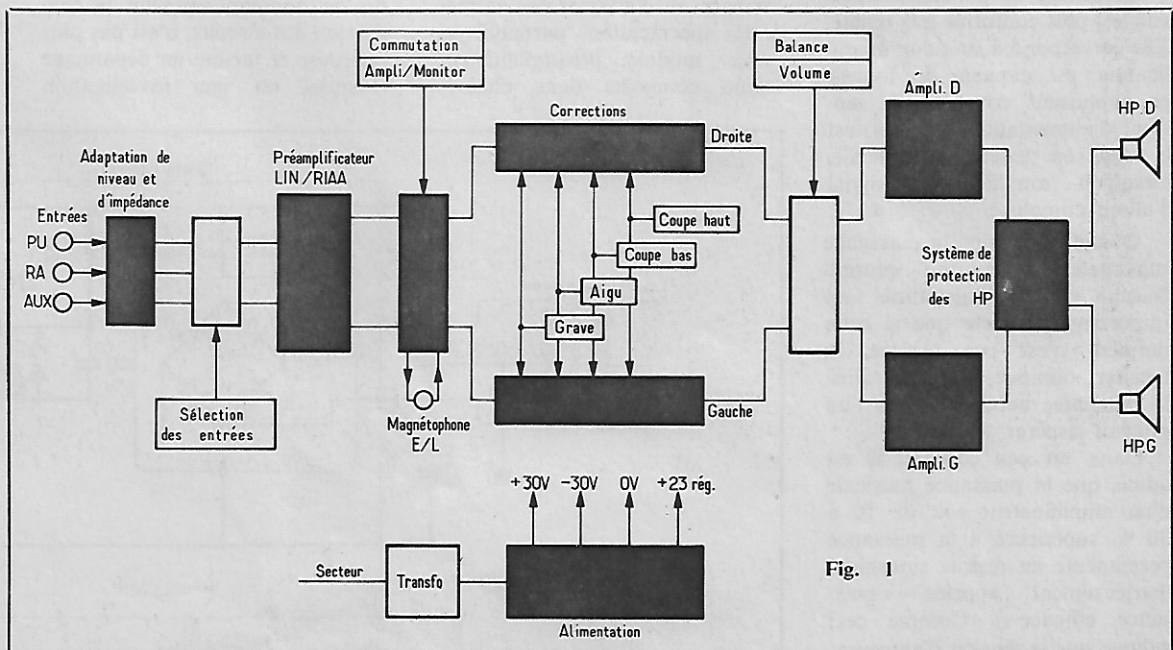 Commutation
Ampli/Monitor
Balance
Volume
Ampli. D
HP.D
Corrections
Droite
Adaptation de
niveau et
d'impédance
Préamplificateur
LIN/RIAA
Entrées
PU
RA
AUX
Coupe haut
Coupe bas
Aigu
Grave
Système de
protection
des HP
Sélection
des entrées
Magnétophone
E/L
Gauche
HP.G
Ampli.G
+30V -30V 0V +23 rég.
Secteur
Transfo
Alimentation
Fig. 1